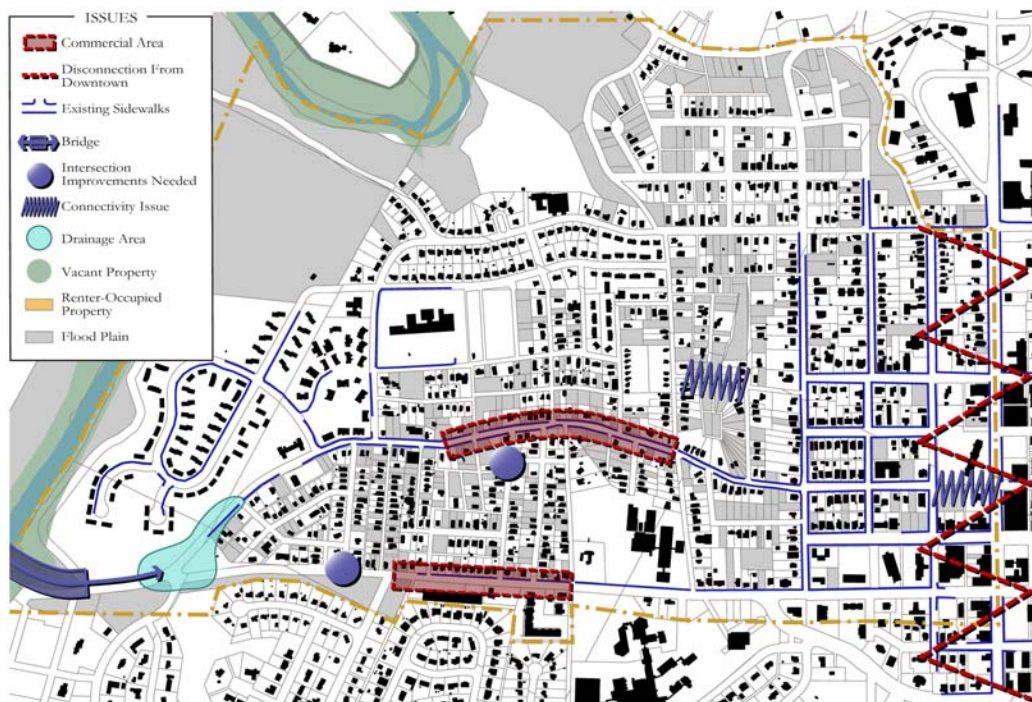 ISSUES
Commercial Area
Disconnection From
Downtown
Existing Sidewalks
Bridge
Intersection
Improvements Needed
Connectivity Issue
Drainage Area
Vacant Property
Renter-Occupied
Property
Flood Plain